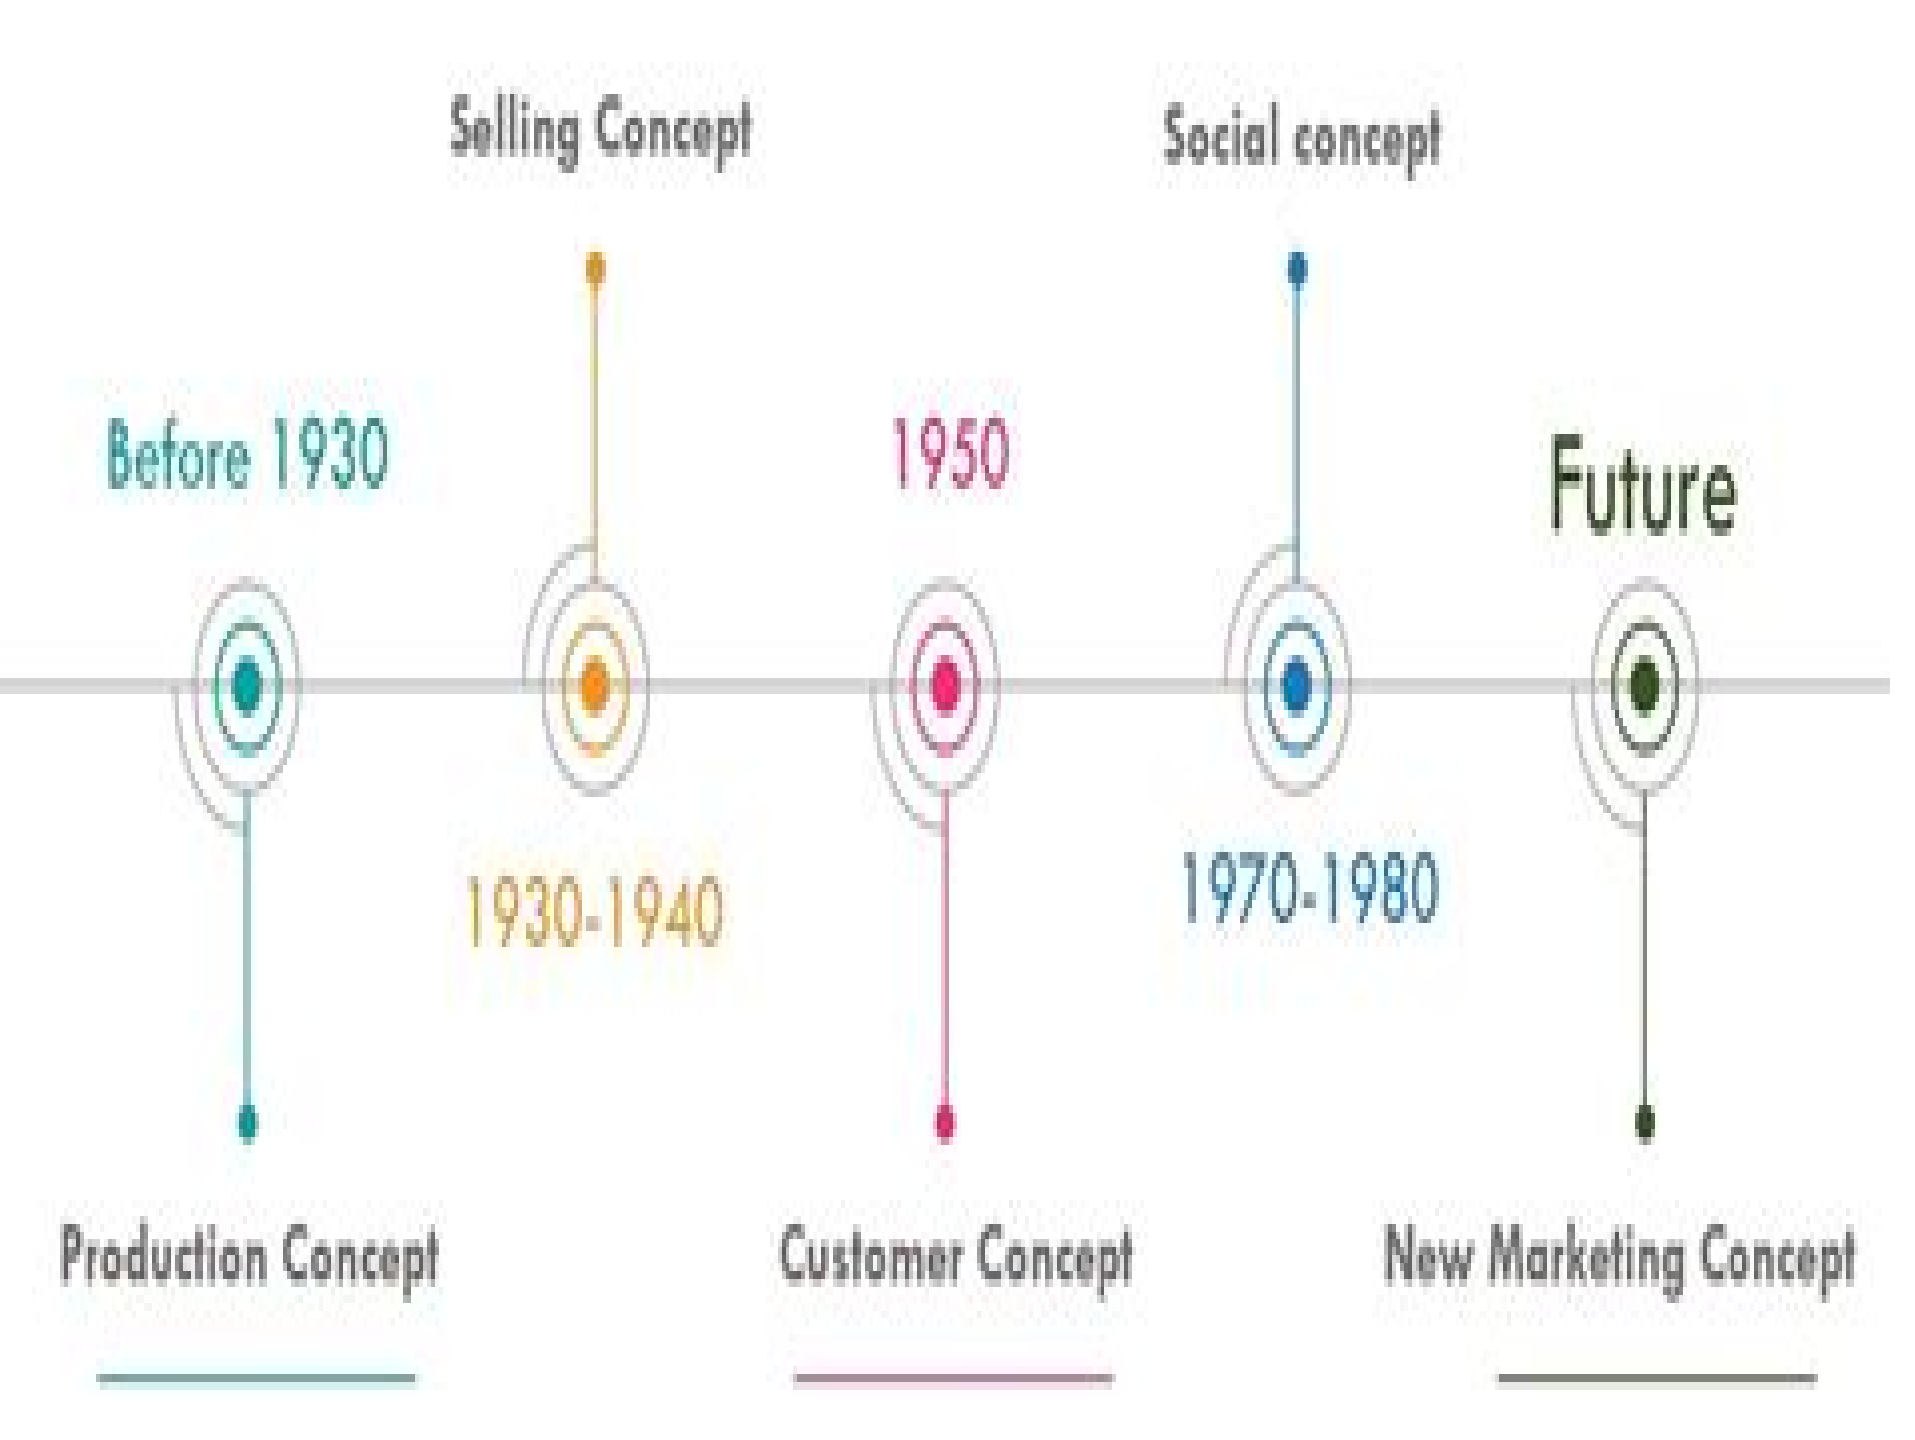 Selling Concept
Social concept
Before 1930
1950
Future
1930-1940
1970-1980
Production Concept
Customer Concept
New Marketing Concept